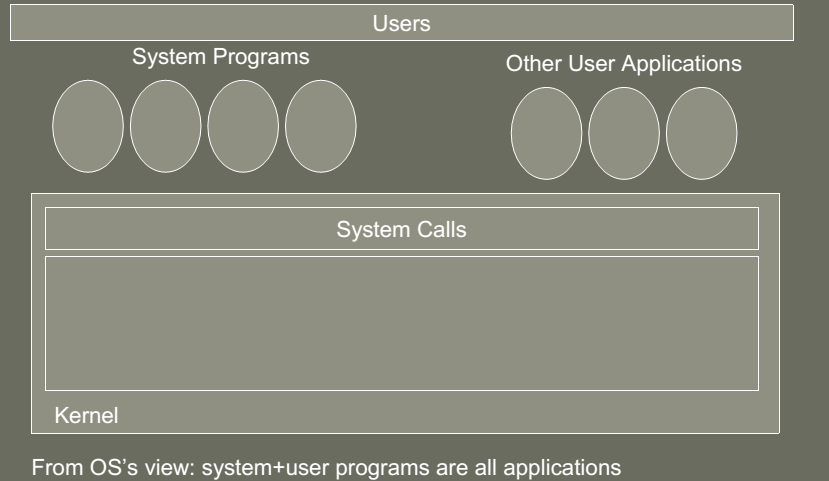 Users
System Programs
Other User Applications
System Calls
Kernel
From OS's view: system+user programs are all applications